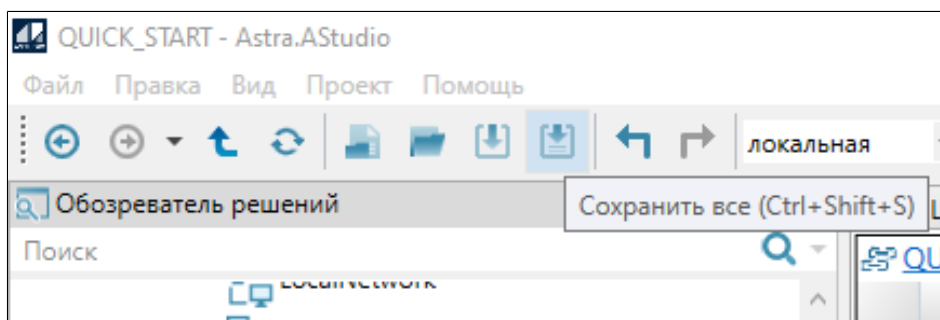 QUICK_START - Astra.AStudio
Файл Правка Вид Проект Помощь
локальная
Обозреватель решений
Сохранить все (Ctrl+Shift+S)
Поиск
QU
LocalNetwork